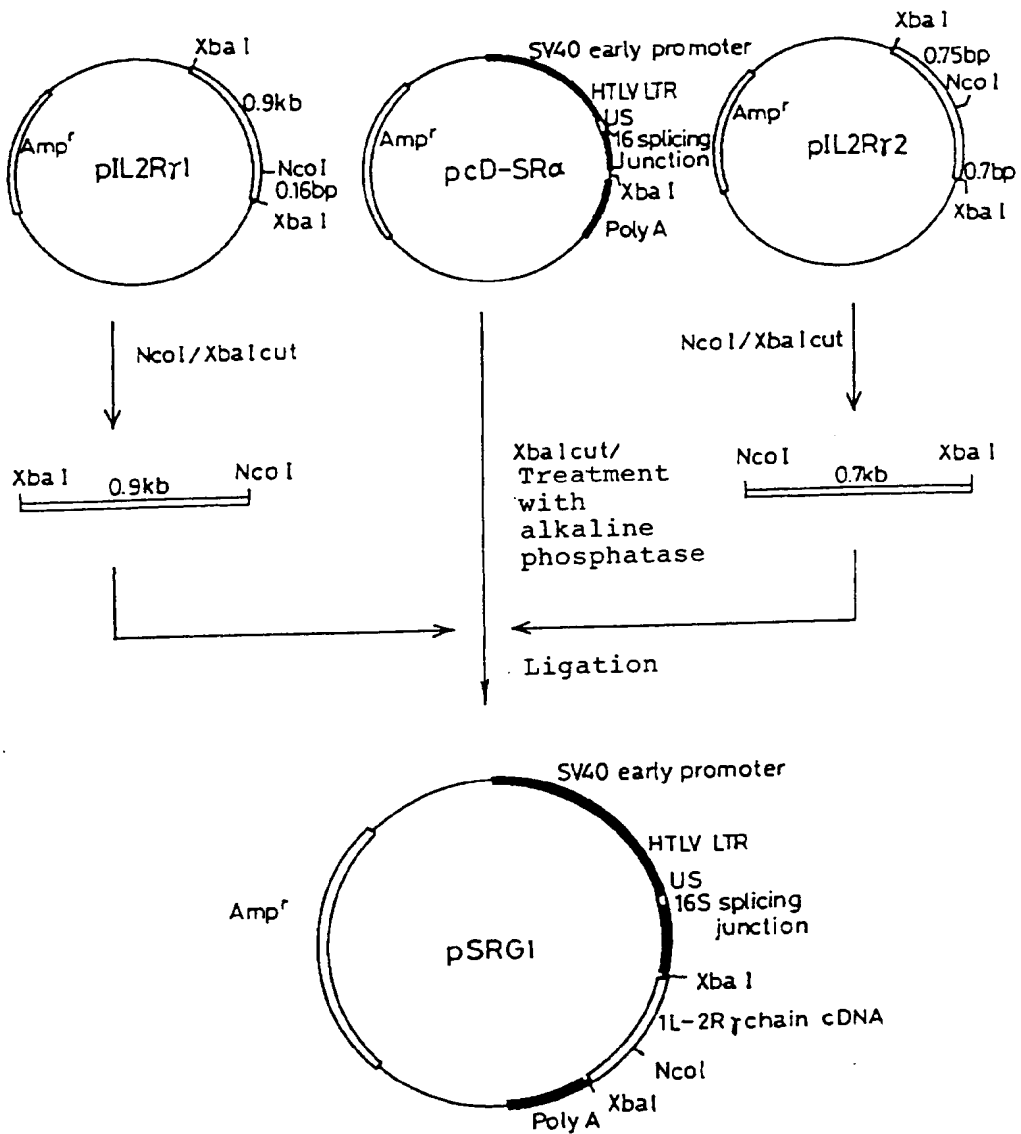 Xba I
0.9kb
Amp^r
pIL2Rγ1
NcoI
0.16bp
Xba I
SV40 early promoter
HTLV LTR
US
16 splicing
Junction
Amp^r
pcD-SRα
Xba I
Poly A
Xba I
0.75bp
NcoI
Amp^r
pIL2Rγ2
0.7bp
Xba I
NcoI/XbaIcut
NcoI/XbaIcut
Xba I
0.9kb
NcoI
XbaIcut/
Treatment
with
alkaline
phosphatase
NcoI
0.7kb
Xba I
Ligation
SV40 early promoter
HTLV LTR
US
16S splicing
junction
Amp^r
pSRG1
Xba I
IL-2R γ chain cDNA
NcoI
XbaI
Poly A